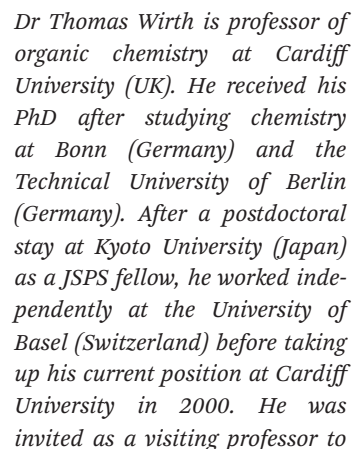 Dr Thomas Wirth is professor of
organic chemistry at Cardiff
University (UK). He received his
PhD after studying chemistry
at Bonn (Germany) and the
Technical University of Berlin
(Germany). After a postdoctoral
stay at Kyoto University (Japan)
as a JSPS fellow, he worked inde-
pendently at the University of
Basel (Switzerland) before taking
up his current position at Cardiff
University in 2000. He was
invited as a visiting professor to